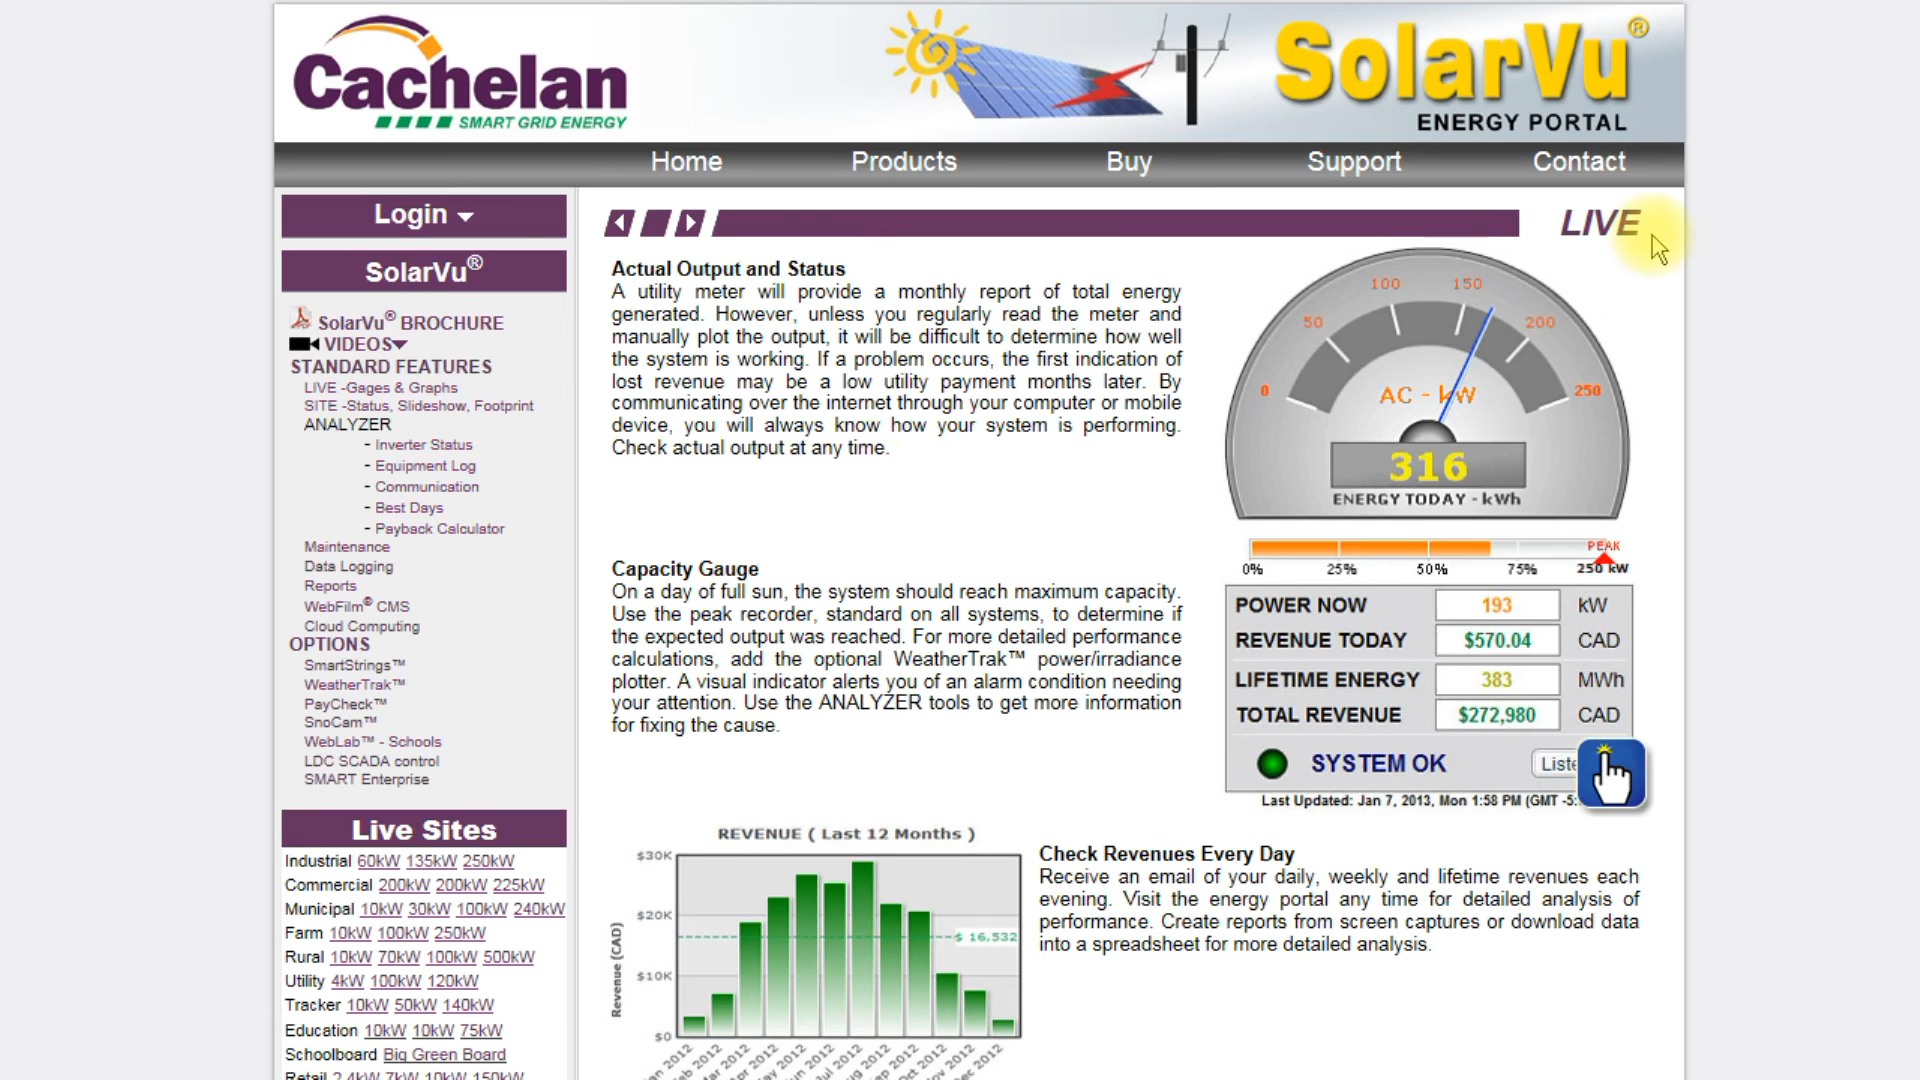 Cachelan
SMART GRID ENERGY
SolarVu®
ENERGY PORTAL
Home Products Buy Support Contact
Login
SolarVu®
SolarVu® BROCHURE
VIDEOS
STANDARD FEATURES
LIVE -Gages & Graphs
SITE -Status, Slideshow, Footprint
ANALYZER
- Inverter Status
- Equipment Log
- Communication
- Best Days
- Payback Calculator
Maintenance
Data Logging
Reports
WebFilm® CMS
Cloud Computing
OPTIONS
SmartStrings™
WeatherTrak™
PayCheck™
SnoCam™
WebLab™ - Schools
LDC SCADA control
SMART Enterprise
Live Sites
Industrial 60kW 135kW 250kW
Commercial 200kW 200kW 225kW
Municipal 10kW 30kW 100kW 240kW
Farm 10kW 100kW 250kW
Rural 10kW 70kW 100kW 500kW
Utility 4kW 100kW 120kW
Tracker 10kW 50kW 140kW
Education 10kW 10kW 75kW
Schoolboard Big Green Board
Retail 2.4kW 7kW 10kW 150kW
LIVE
Actual Output and Status
A utility meter will provide a monthly report of total energy
generated. However, unless you regularly read the meter and
manually plot the output, it will be difficult to determine how well
the system is working. If a problem occurs, the first indication of
lost revenue may be a low utility payment months later. By
communicating over the internet through your computer or mobile
device, you will always know how your system is performing.
Check actual output at any time.
0 50 100 150 200 250
AC - kW
316
ENERGY TODAY - kWh
PEAK
0% 25% 50% 75% 250 kW
Capacity Gauge
On a day of full sun, the system should reach maximum capacity.
Use the peak recorder, standard on all systems, to determine if
the expected output was reached. For more detailed performance
calculations, add the optional WeatherTrak™ power/irradiance
plotter. A visual indicator alerts you of an alarm condition needing
your attention. Use the ANALYZER tools to get more information
for fixing the cause.
POWER NOW 193 kW
REVENUE TODAY $570.04 CAD
LIFETIME ENERGY 383 MWh
TOTAL REVENUE $272,980 CAD
SYSTEM OK
Last Updated: Jan 7, 2013, Mon 1:58 PM (GMT -5:
REVENUE ( Last 12 Months )
$30K
$20K
$10K
$0
Revenue (CAD)
$ 16,532
Check Revenues Every Day
Receive an email of your daily, weekly and lifetime revenues each
evening. Visit the energy portal any time for detailed analysis of
performance. Create reports from screen captures or download data
into a spreadsheet for more detailed analysis.